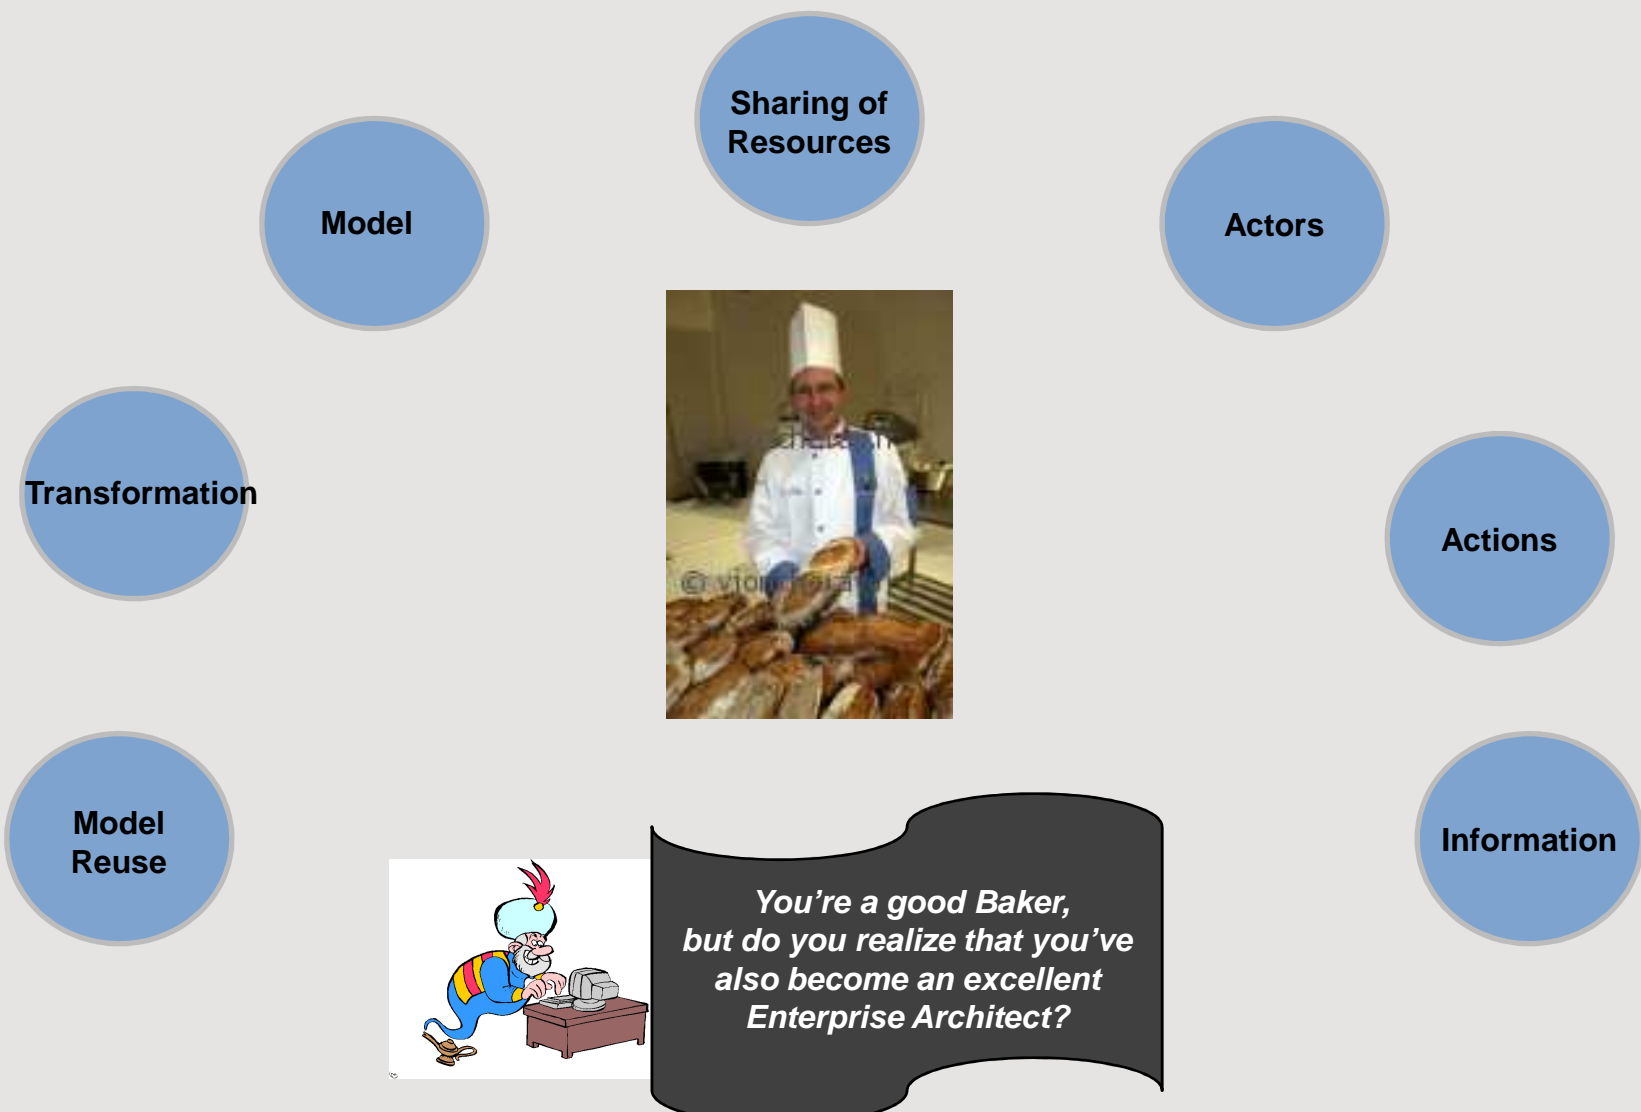 Sharing of
Resources
Model
Actors
Transformation
Actions
Model
Reuse
Information
You’re a good Baker,
but do you realize that you’ve
also become an excellent
Enterprise Architect?